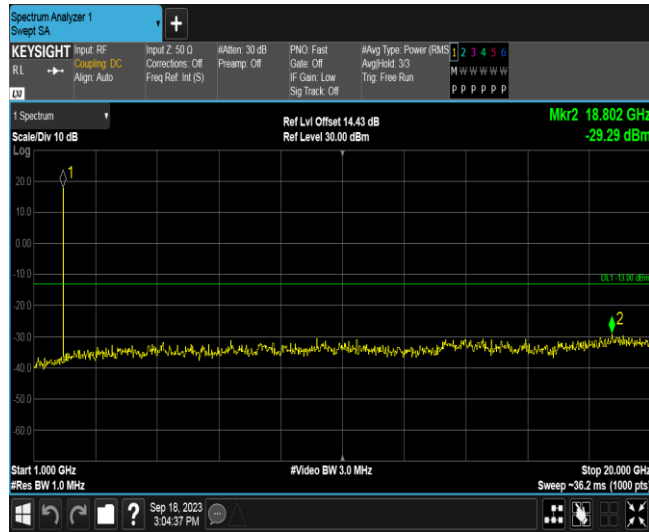 Spectrum Analyzer 1
Swept SA
KEYSIGHT Input: RF Input Z: 50 Ω #Atten: 30 dB PNO: Fast #Avg Type: Power (RMS 1 2 3 4 5 6
RL Coupling: DC Corrections: Off Preamp: Off Gate: Off Avg|Hold: 3/3 M W W W W W
Align: Auto Freq Ref: Int (S) IF Gain: Low Trig: Free Run
LXI Sig Track: Off P P P P P P
1 Spectrum Ref Lvl Offset 14.43 dB Mkr2 18.802 GHz
Scale/Div 10 dB Ref Level 30.00 dBm -29.29 dBm
Log
1
20.0
10.0
0.00
-10.0
DL1 -13.00 dBm
-20.0
2
-30.0
-40.0
-50.0
-60.0
Start 1.000 GHz #Video BW 3.0 MHz Stop 20.000 GHz
#Res BW 1.0 MHz Sweep ~36.2 ms (1000 pts)
? Sep 18, 2023
3:04:37 PM